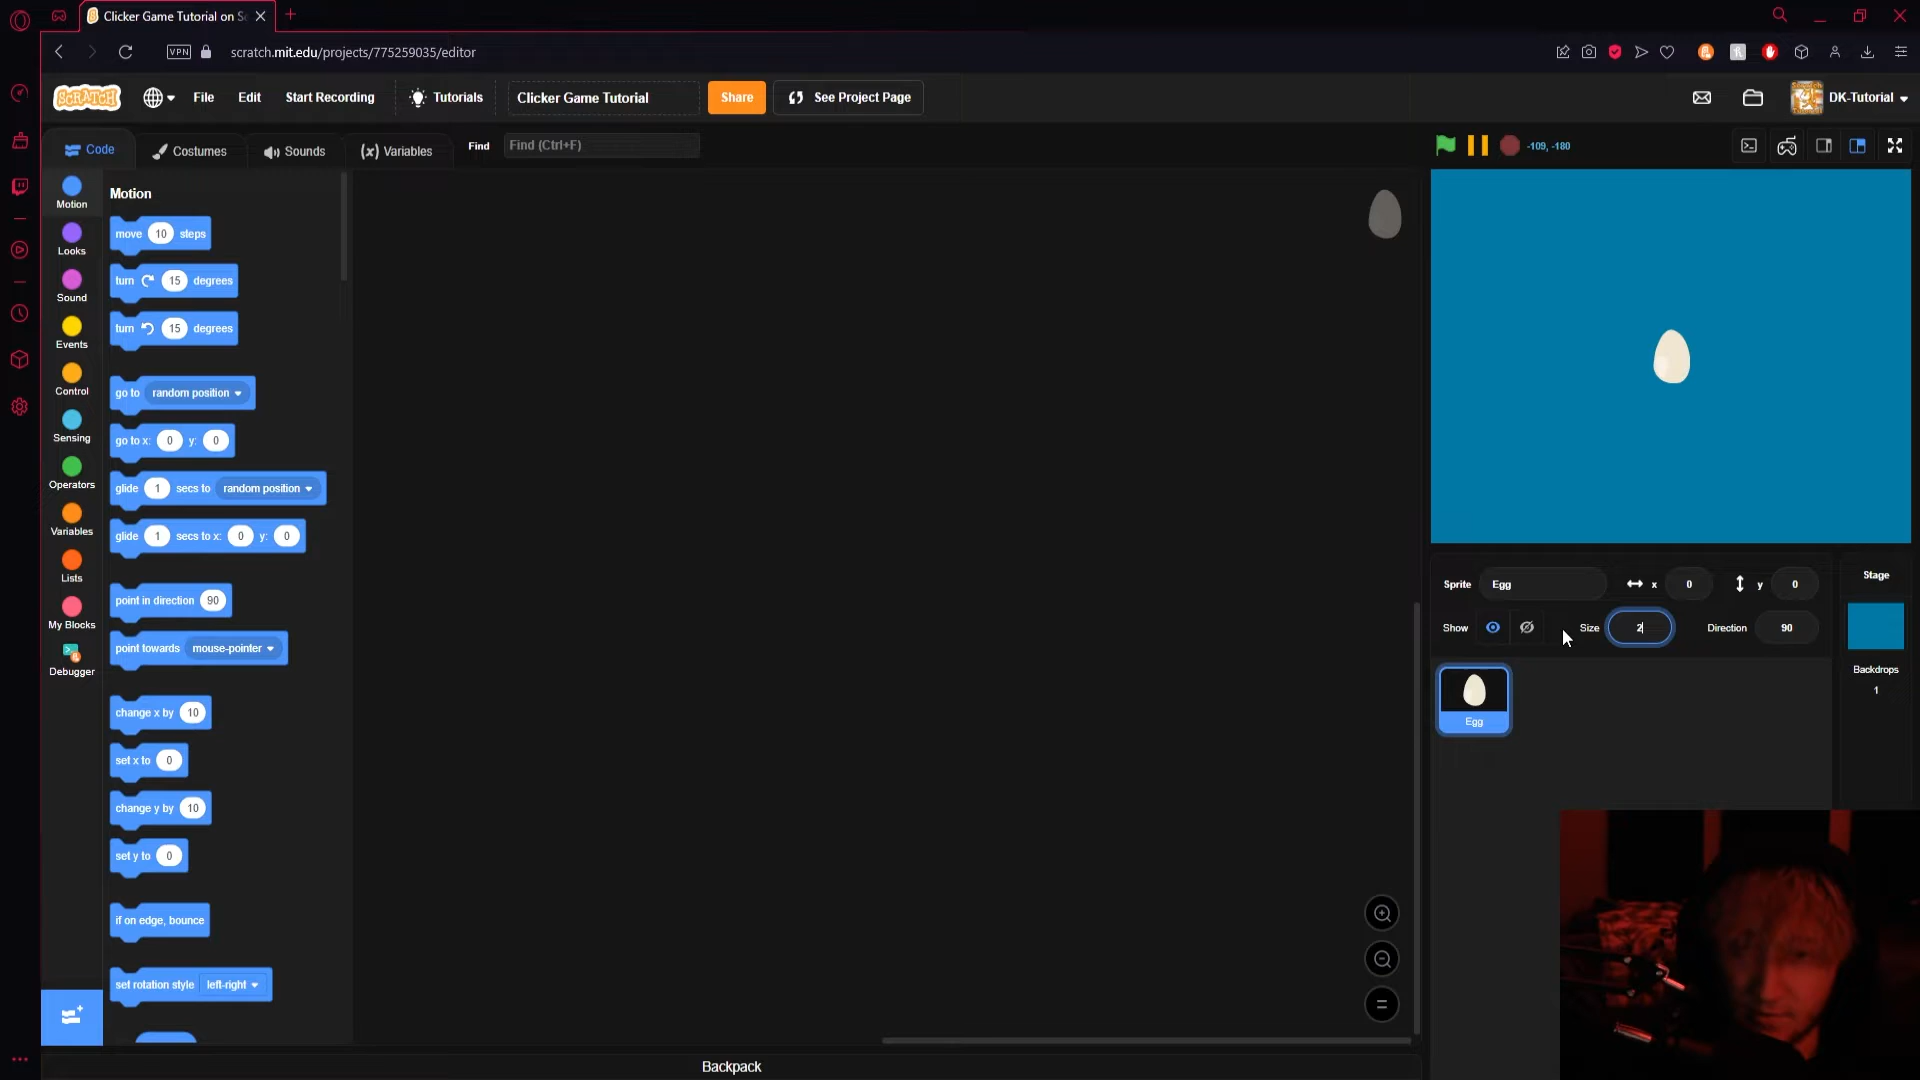 Clicker Game Tutorial on S
VPN
scratch.mit.edu/projects/775259035/editor
SCRATCH
File
Edit
Start Recording
Tutorials
Clicker Game Tutorial
Share
See Project Page
DK-Tutorial
Code
Costumes
Sounds
(x) Variables
Find
Find (Ctrl+F)
-109, -180
Motion
Looks
Sound
Events
Control
Sensing
Operators
Variables
Lists
My Blocks
Debugger
Motion
move 10 steps
turn 15 degrees
turn 15 degrees
go to random position
go to x: 0 y: 0
glide 1 secs to random position
glide 1 secs to x: 0 y: 0
point in direction 90
point towards mouse-pointer
change x by 10
set x to 0
change y by 10
set y to 0
if on edge, bounce
set rotation style left-right
Sprite Egg x 0 y 0
Show Size 2 Direction 90
Egg
Stage
Backdrops
1
Backpack